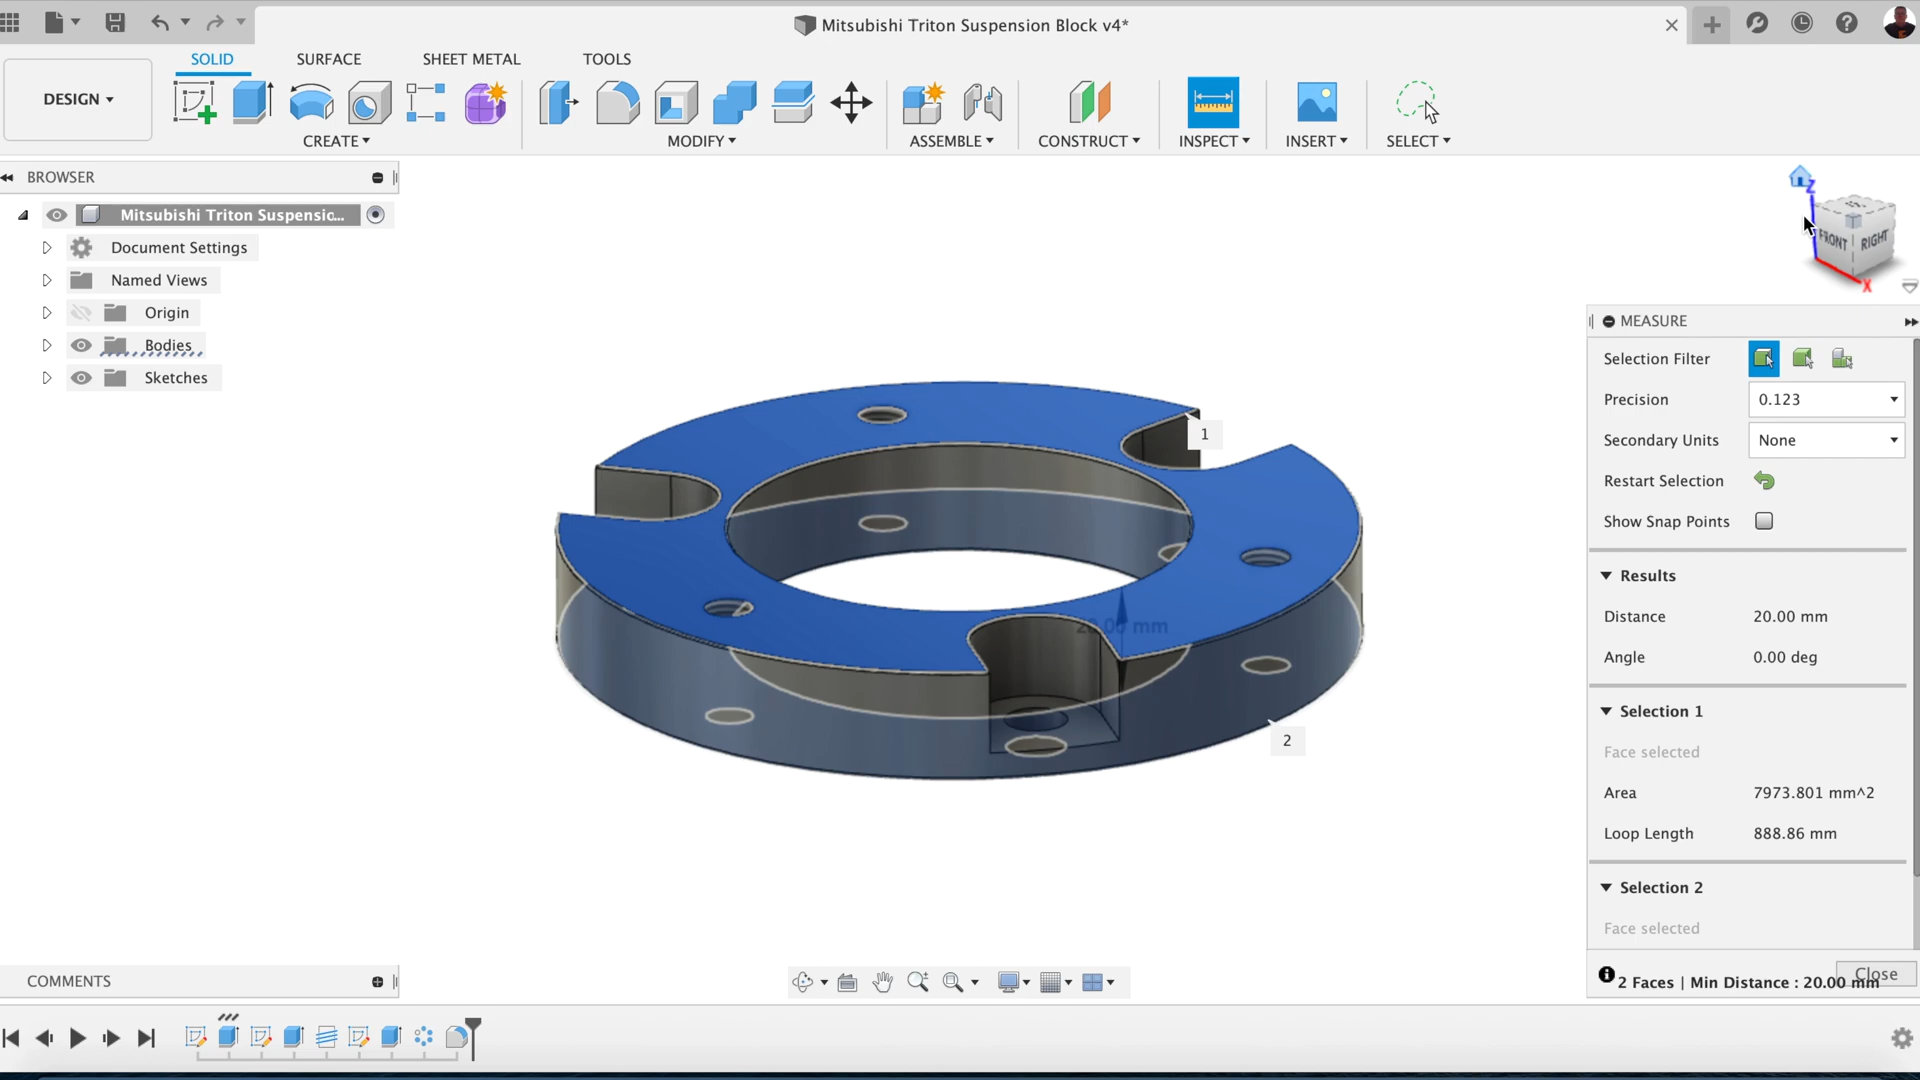 Mitsubishi Triton Suspension Block v4*
SOLID
SURFACE
SHEET METAL
TOOLS
DESIGN
CREATE
MODIFY
ASSEMBLE
CONSTRUCT
INSPECT
INSERT
SELECT
BROWSER
Mitsubishi Triton Suspensic...
Document Settings
Named Views
Origin
Bodies
Sketches
Z
FRONT
RIGHT
X
MEASURE
Selection Filter
Precision 0.123
Secondary Units None
Restart Selection
Show Snap Points
Results
Distance 20.00 mm
Angle 0.00 deg
Selection 1
Face selected
Area 7973.801 mm^2
Loop Length 888.86 mm
Selection 2
Face selected
Close
2 Faces | Min Distance : 20.00 mm
1
20.00 mm
2
COMMENTS